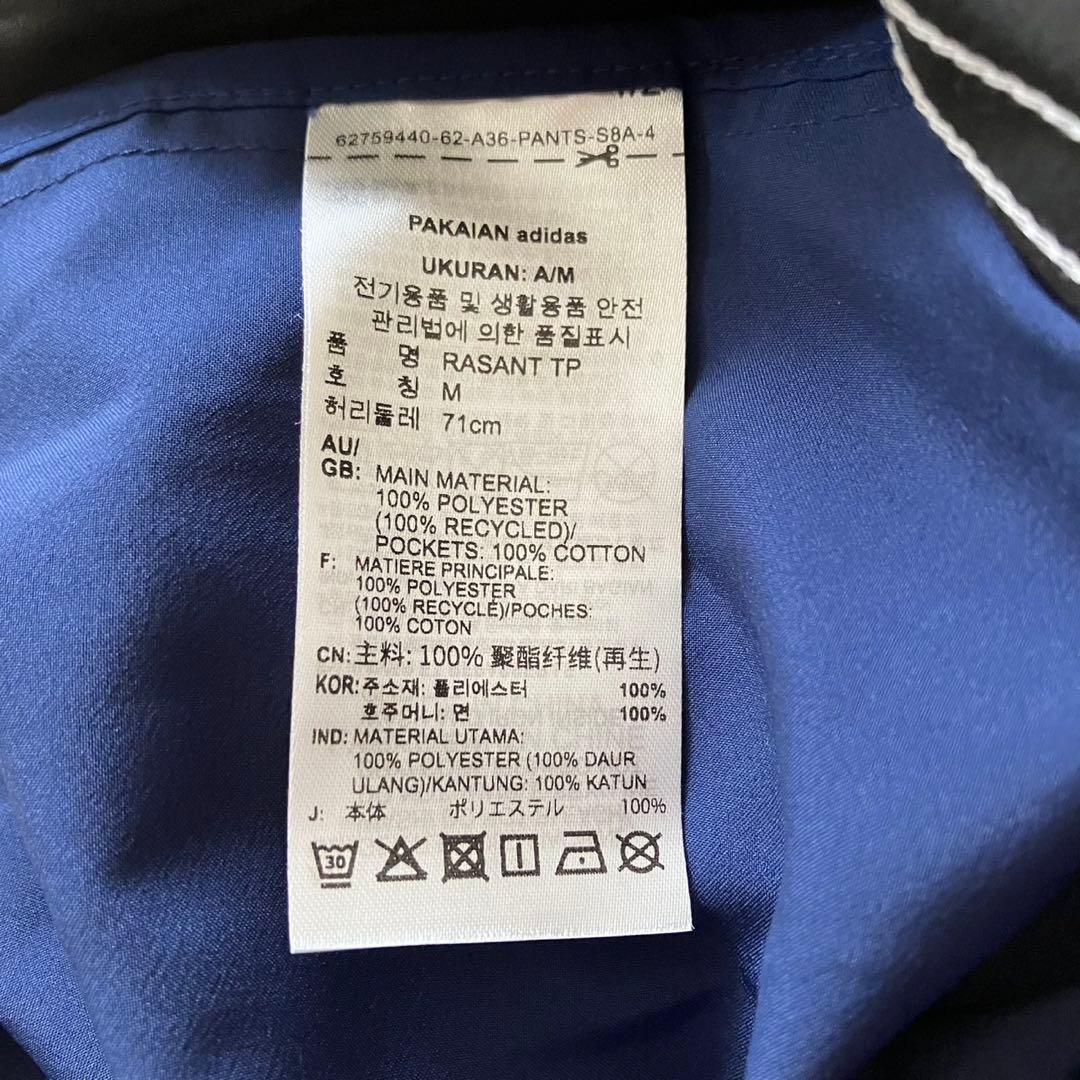 62759440-62-A36-PANTS-S8A-4
PAKAIAN adidas
UKURAN: A/M
전기용품 및 생활용품 안전
관리법에 의한 품질표시
품 명 RASANT TP
호 칭 M
허리둘레 71cm
AU/
GB: MAIN MATERIAL:
100% POLYESTER
(100% RECYCLED)/
POCKETS: 100% COTTON
F: MATIERE PRINCIPALE:
100% POLYESTER
(100% RECYCLÉ)/POCHES:
100% COTON
CN: 主料: 100% 聚酯纤维(再生)
KOR: 주소재: 폴리에스터 100%
호주머니: 면 100%
IND: MATERIAL UTAMA:
100% POLYESTER (100% DAUR
ULANG)/KANTUNG: 100% KATUN
J: 本体 ポリエステル 100%
30